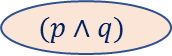 (p ∧ q)